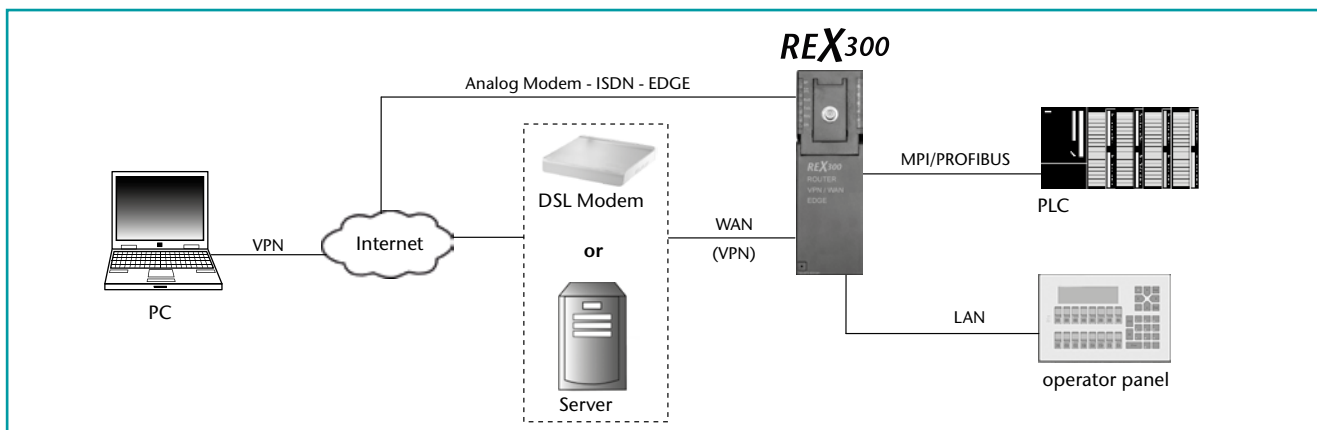 REX300
Analog Modem - ISDN - EDGE
REX300
ROUTER
VPN / WAN
EDGE
MPI/PROFIBUS
PLC
DSL Modem
or
Server
WAN
(VPN)
Internet
VPN
PC
LAN
operator panel